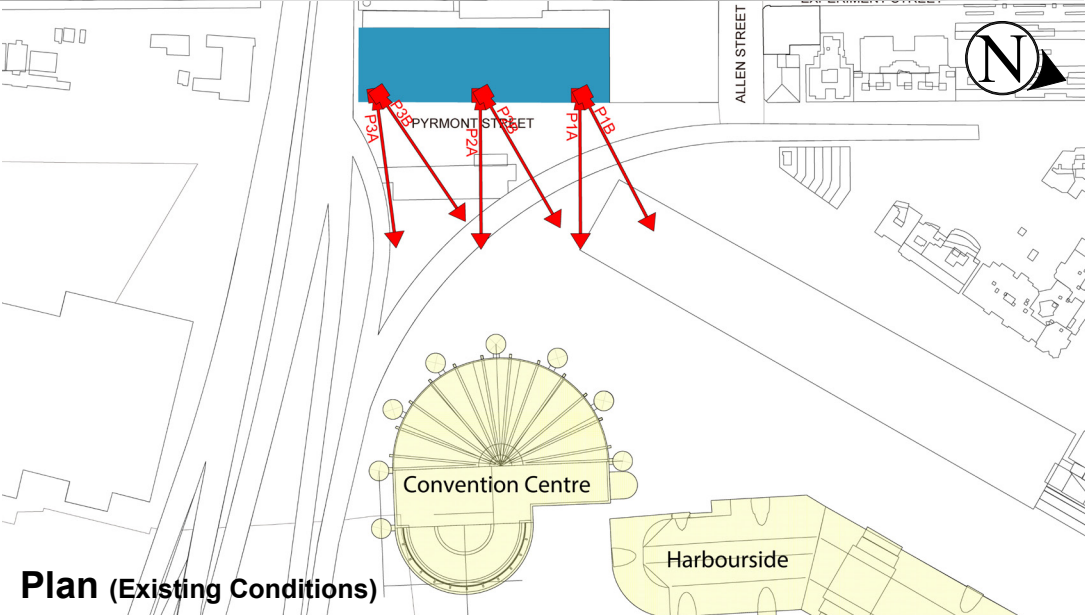 EXPERIMENT STREET
ALLEN STREET
N
P3A
P3B
PYRMONT STREET
P2A
P2B
P1A
P1B
Convention Centre
Harbourside
Plan (Existing Conditions)